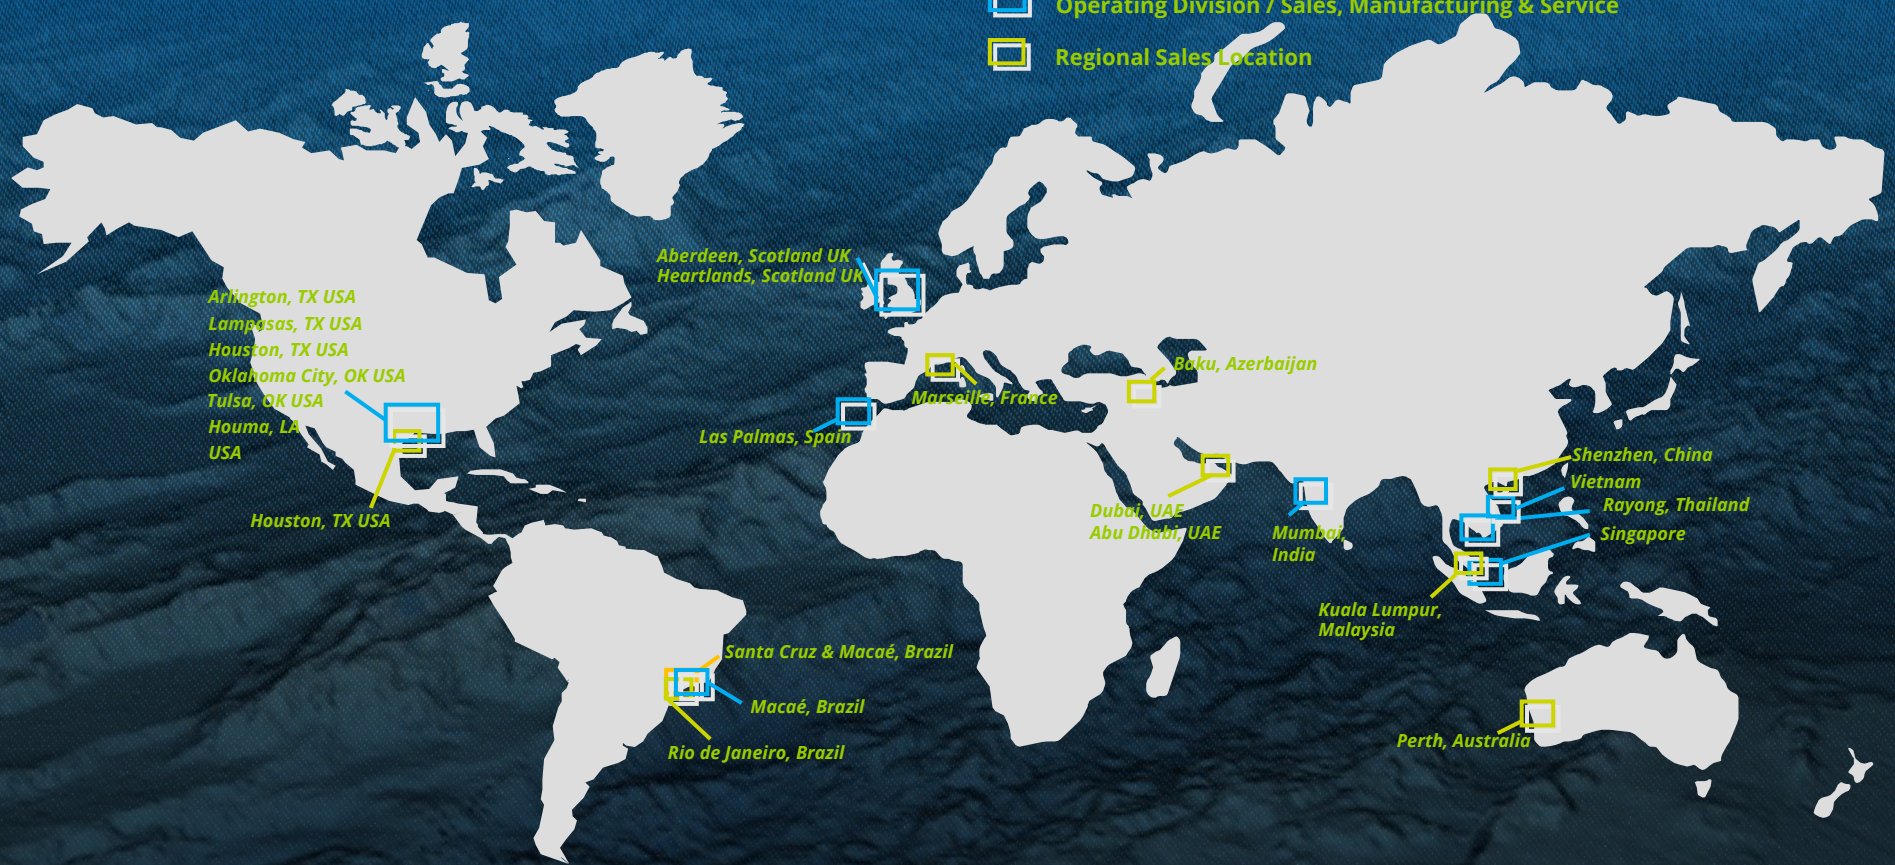 Operating Division / Sales, Manufacturing & Service
Regional Sales Location
Aberdeen, Scotland UK
Heartlands, Scotland UK
Arlington, TX USA
Lampasas, TX USA
Houston, TX USA
Oklahoma City, OK USA
Tulsa, OK USA
Houma, LA
USA
Houston, TX USA
Baku, Azerbaijan
Marseille, France
Las Palmas, Spain
Shenzhen, China
Vietnam
Rayong, Thailand
Singapore
Dubai, UAE
Abu Dhabi, UAE
Mumbai,
India
Kuala Lumpur,
Malaysia
Santa Cruz & Macaé, Brazil
Macaé, Brazil
Rio de Janeiro, Brazil
Perth, Australia